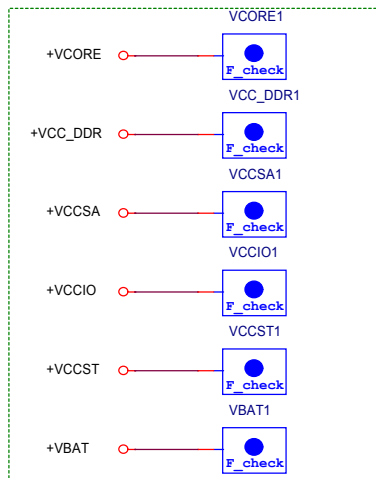 VCORE1
+VCORE
F_check
VCC_DDR1
+VCC_DDR
F_check
VCCSA1
+VCCSA
F_check
VCCIO1
+VCCIO
F_check
VCCST1
+VCCST
F_check
VBAT1
+VBAT
F_check